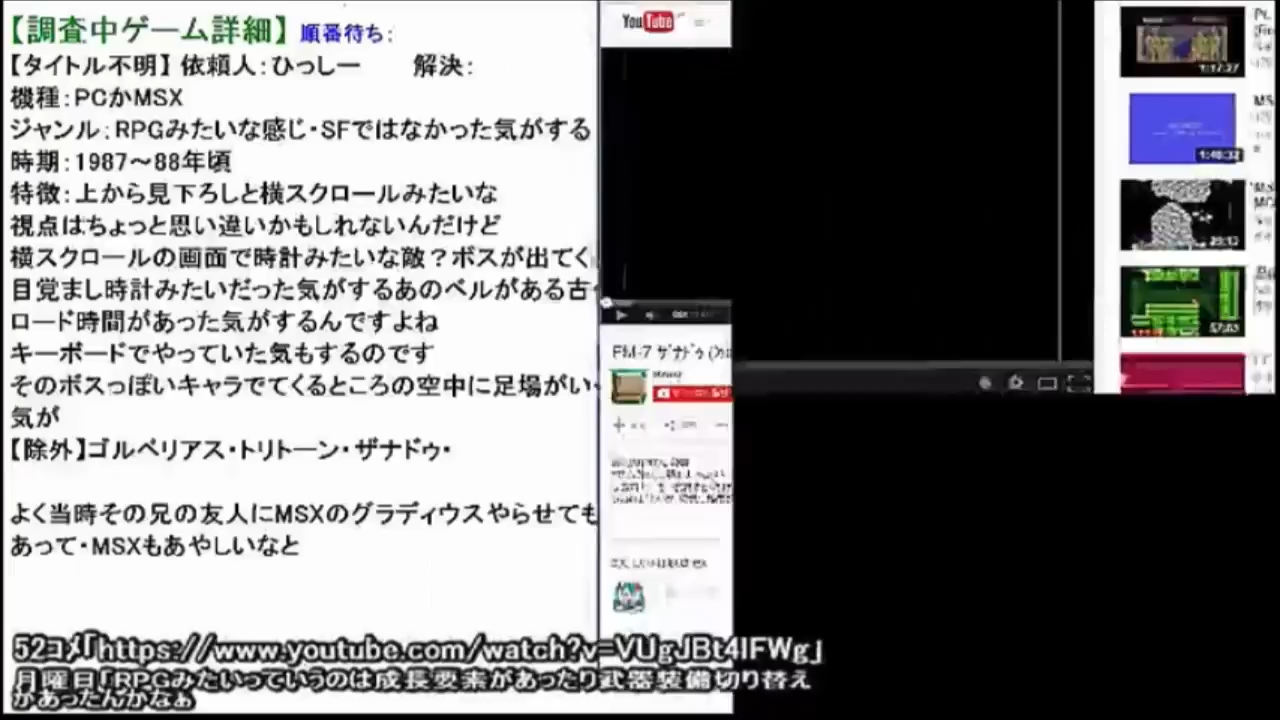 【調査中ゲーム詳細】 順番待ち:
【タイトル不明】 依頼人:ひっしー 解決:
機種:PCかMSX
ジャンル:RPGみたいな感じ・SFではなかった気がする
時期:1987～88年頃
特徴:上から見下ろしと横スクロールみたいな
視点はちょっと思い違いかもしれないんだけど
横スクロールの画面で時計みたいな敵？ボスが出てく
目覚まし時計みたいだった気がするあのベルがある古
ロード時間があった気がするんですよね
キーボードでやっていた気もするのです
そのボスっぽいキャラでてくるところの空中に足場がい
気が
【除外】ゴルベリアス・トリトーン・ザナドゥ・
よく当時その兄の友人にMSXのグラディウスやらせても
あって・MSXもあやしいなと
YouTube
FM-7 ザナドゥ
1:17:27
1:48:33
57:03
52コメ「https://www.youtube.com/watch?v=VUgJBt4IFWg」
月曜日「RPGみたいっていうのは成長要素があったり武器装備切り替え
があったんかなぁ